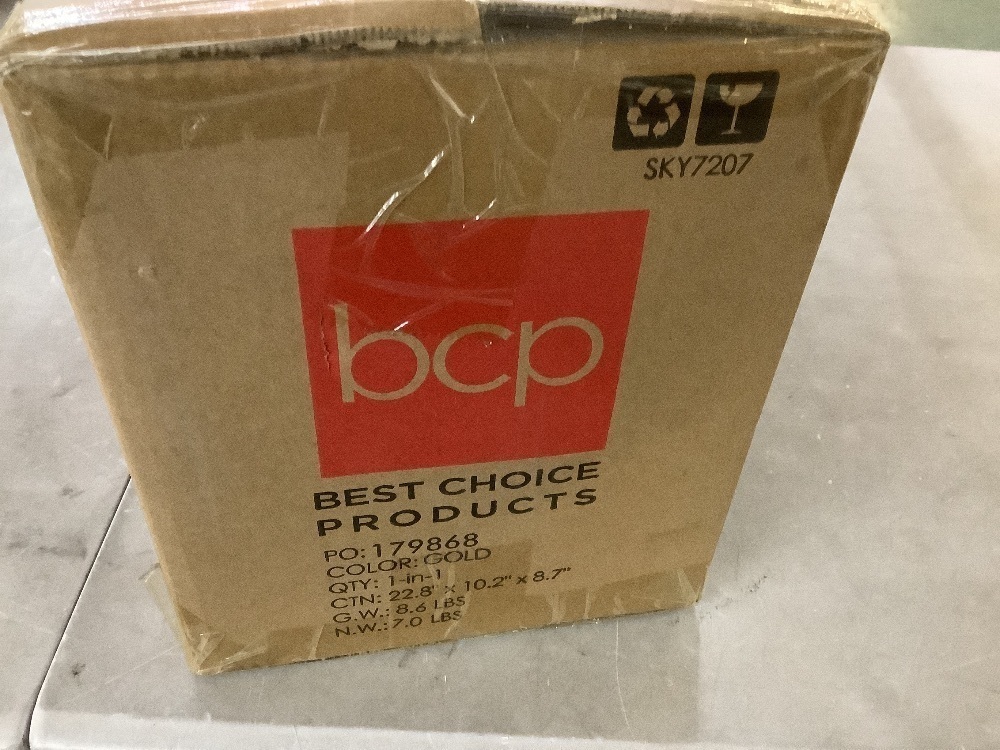 SKY7207
bcp
BEST CHOICE
PRODUCTS
PO: 179868
COLOR: GOLD
QTY: 1-in-1
CTN: 22.8" x 10.2" x 8.7"
G.W.: 8.6 LBS
N.W.: 7.0 LBS